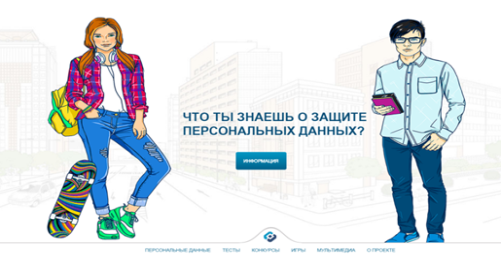 ЧТО ТЫ ЗНАЕШЬ О ЗАЩИТЕ
ПЕРСОНАЛЬНЫХ ДАННЫХ?
ИНФОРМАЦИЯ
ПЕРСОНАЛЬНЫЕ ДАННЫЕ ТЕСТЫ КОНКУРСЫ ИГРЫ МУЛЬТИМЕДИА О ПРОЕКТЕ